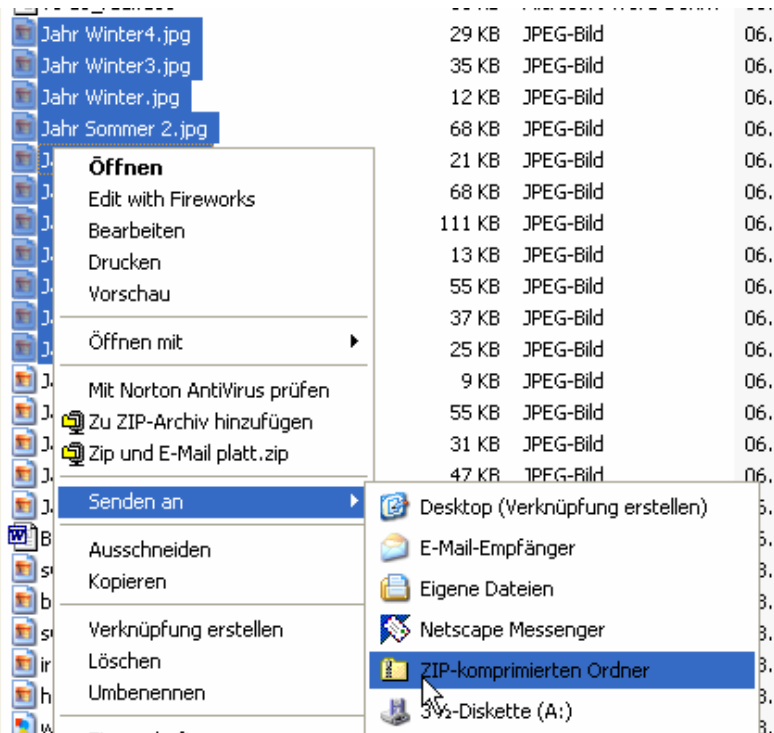 Jahr Winter4.jpg 29 KB JPEG-Bild 06.
Jahr Winter3.jpg 35 KB JPEG-Bild 06.
Jahr Winter.jpg 12 KB JPEG-Bild 06.
Jahr Sommer 2.jpg 68 KB JPEG-Bild 06.
21 KB JPEG-Bild 06.
68 KB JPEG-Bild 06.
111 KB JPEG-Bild 06.
13 KB JPEG-Bild 06.
55 KB JPEG-Bild 06.
37 KB JPEG-Bild 06.
25 KB JPEG-Bild 06.
9 KB JPEG-Bild 06.
55 KB JPEG-Bild 06.
31 KB JPEG-Bild 06.
47 KB JPEG-Bild 06.
Öffnen
Edit with Fireworks
Bearbeiten
Drucken
Vorschau
Öffnen mit
Mit Norton AntiVirus prüfen
Zu ZIP-Archiv hinzufügen
Zip und E-Mail platt.zip
Senden an
Ausschneiden
Kopieren
Verknüpfung erstellen
Löschen
Umbenennen
Desktop (Verknüpfung erstellen)
E-Mail-Empfänger
Eigene Dateien
Netscape Messenger
ZIP-komprimierten Ordner
3½-Diskette (A:)